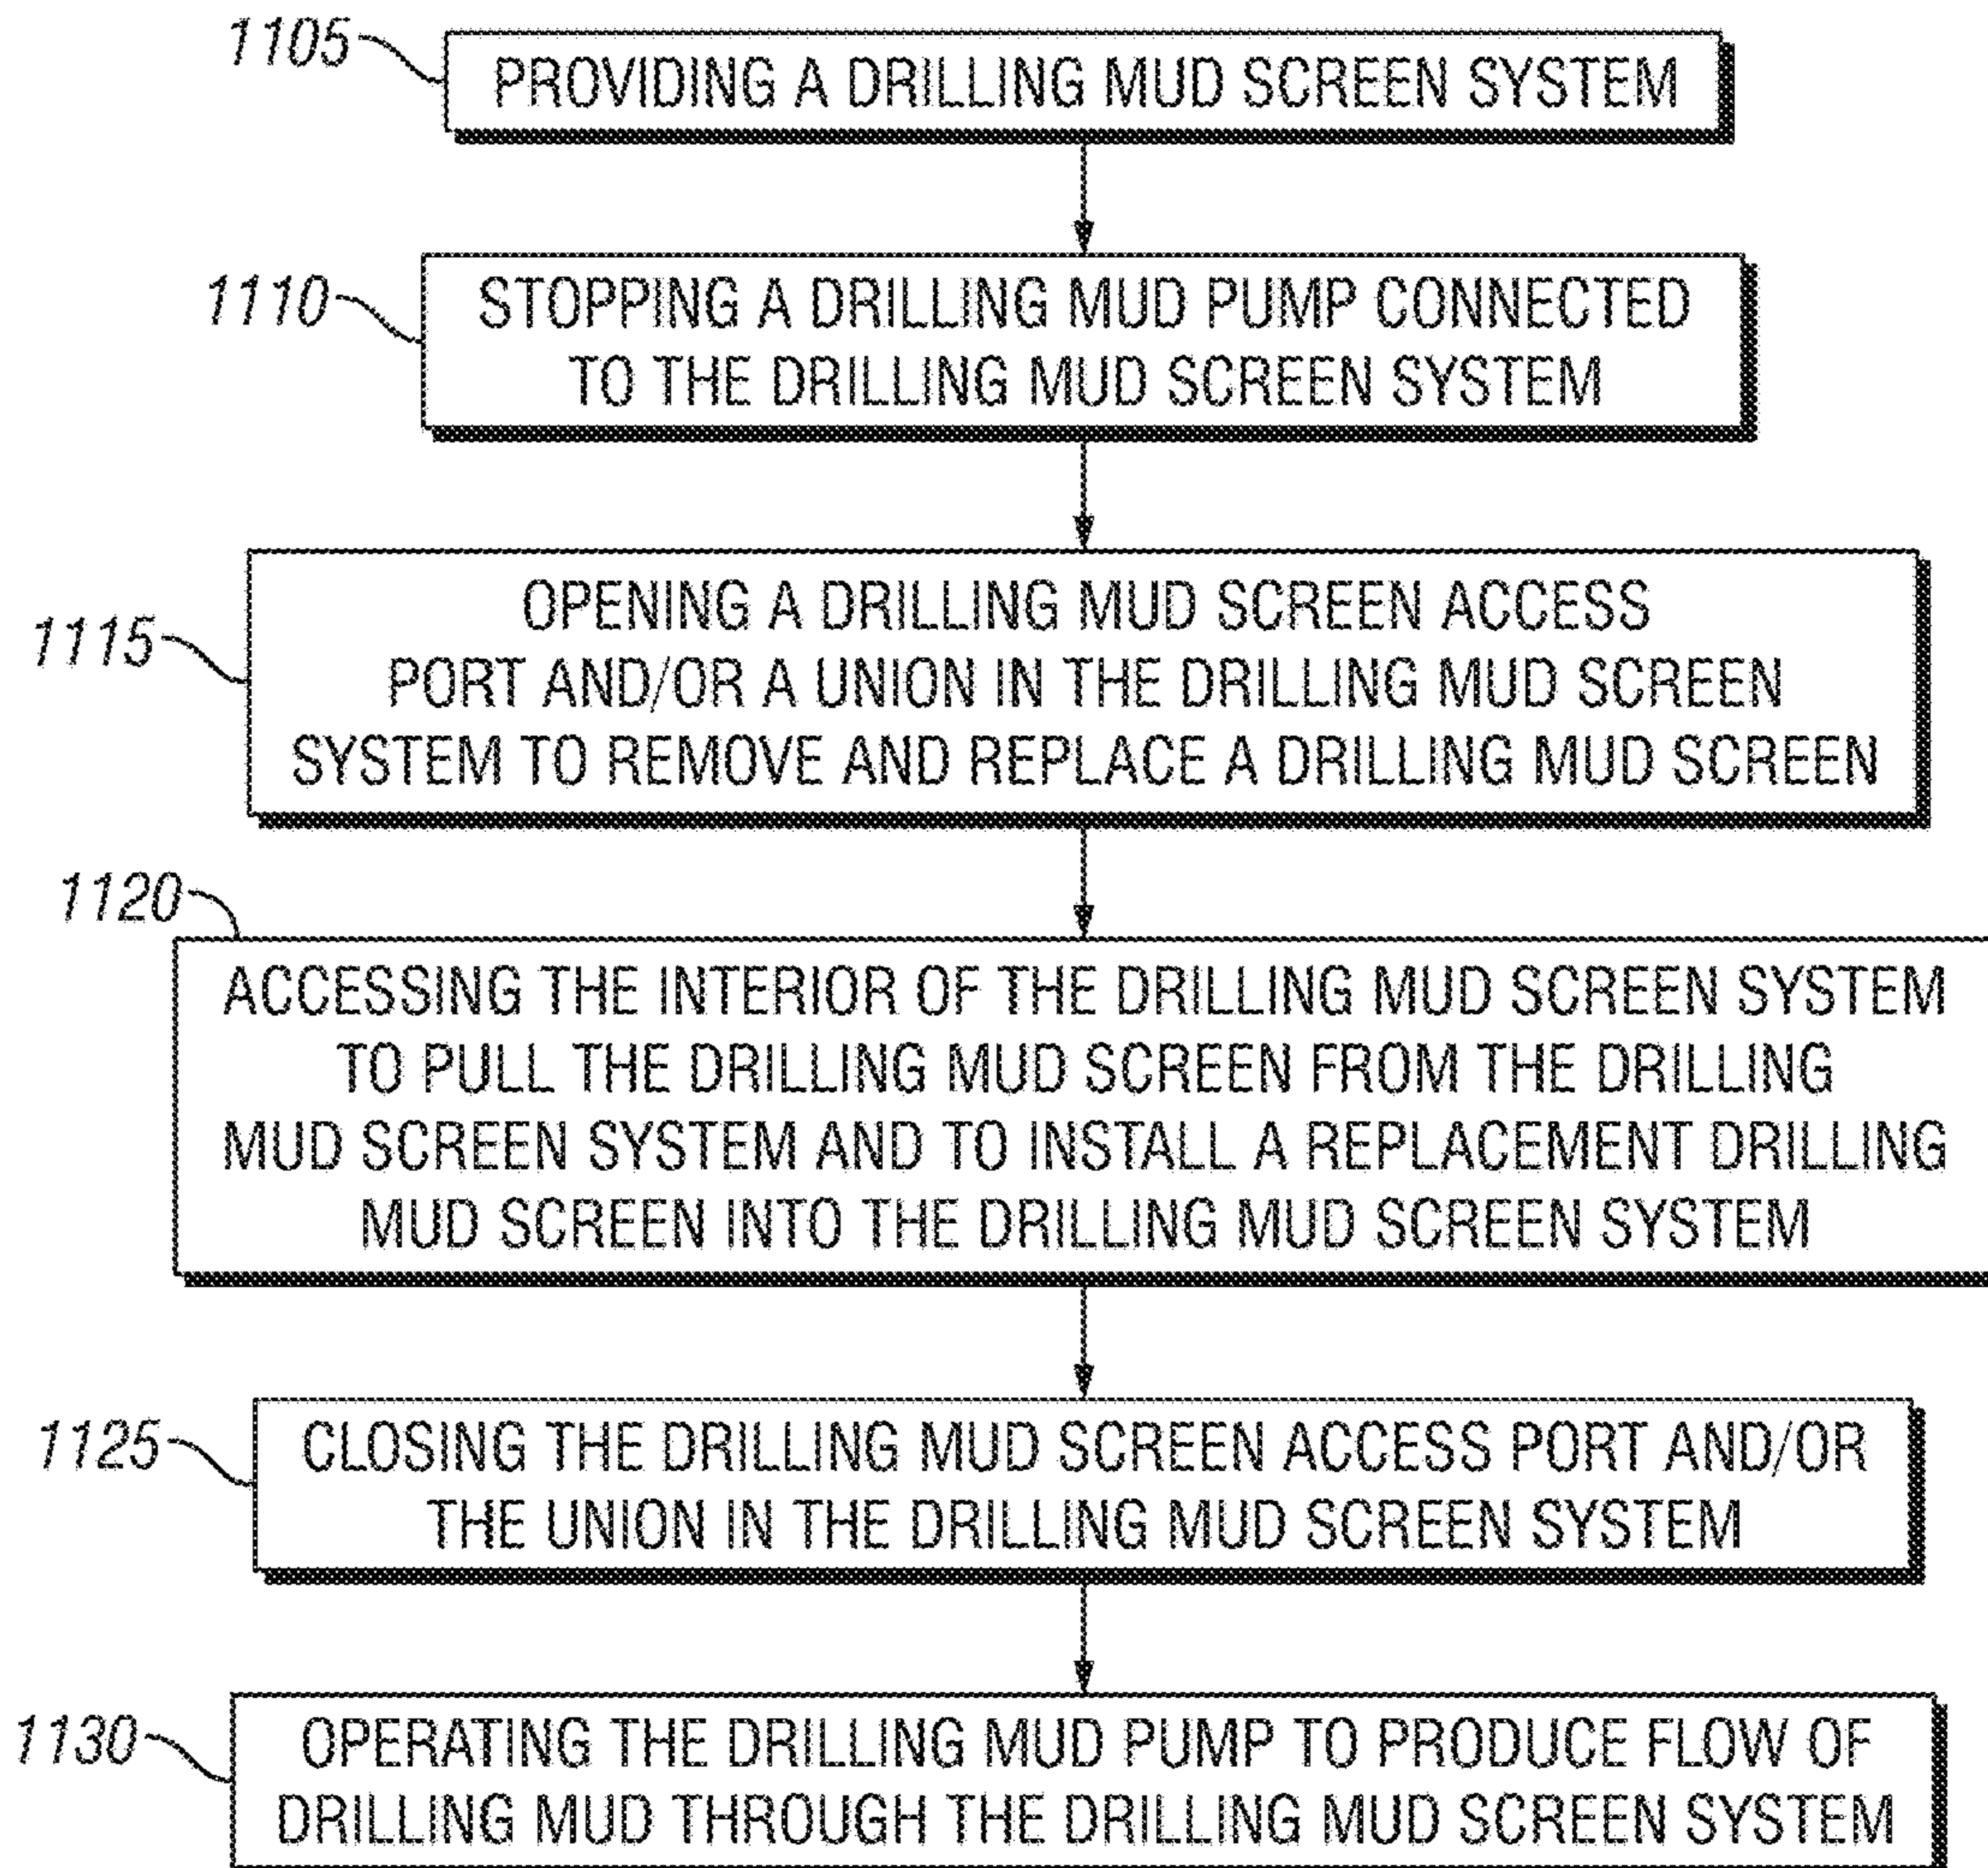 1105
PROVIDING A DRILLING MUD SCREEN SYSTEM
1110
STOPPING A DRILLING MUD PUMP CONNECTED
TO THE DRILLING MUD SCREEN SYSTEM
1115
OPENING A DRILLING MUD SCREEN ACCESS
PORT AND/OR A UNION IN THE DRILLING MUD SCREEN
SYSTEM TO REMOVE AND REPLACE A DRILLING MUD SCREEN
1120
ACCESSING THE INTERIOR OF THE DRILLING MUD SCREEN SYSTEM
TO PULL THE DRILLING MUD SCREEN FROM THE DRILLING
MUD SCREEN SYSTEM AND TO INSTALL A REPLACEMENT DRILLING
MUD SCREEN INTO THE DRILLING MUD SCREEN SYSTEM
1125
CLOSING THE DRILLING MUD SCREEN ACCESS PORT AND/OR
THE UNION IN THE DRILLING MUD SCREEN SYSTEM
1130
OPERATING THE DRILLING MUD PUMP TO PRODUCE FLOW OF
DRILLING MUD THROUGH THE DRILLING MUD SCREEN SYSTEM